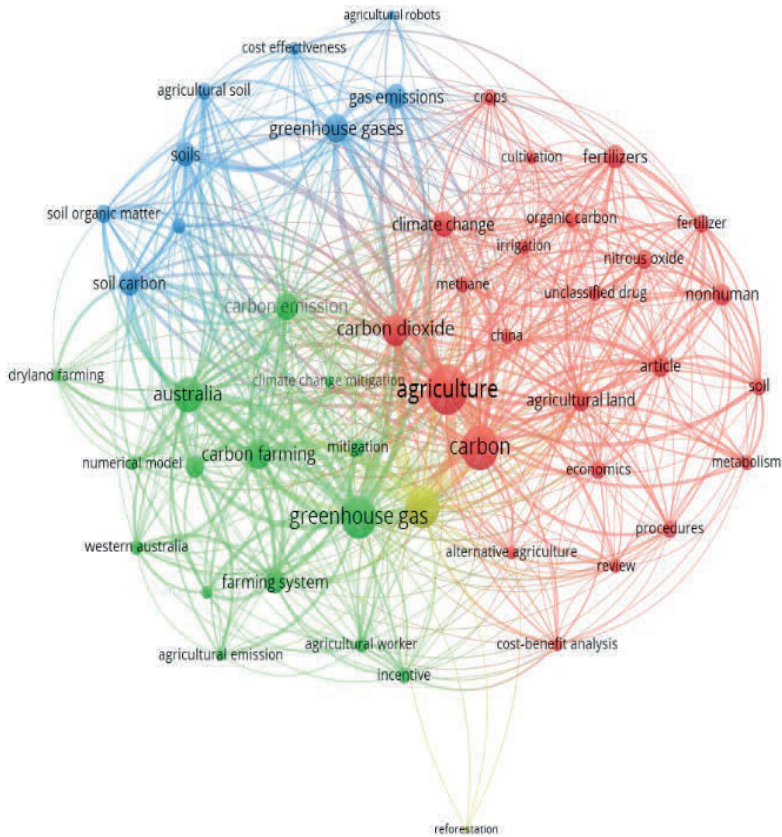 agricultural robots
cost effectiveness
agricultural soil
gas emissions
crops
greenhouse gases
soils
cultivation
fertilizers
soil organic matter
climate change
organic carbon
fertilizer
irrigation
nitrous oxide
soil carbon
methane
unclassified drug
nonhuman
carbon emission
carbon dioxide
china
dryland farming
climate change mitigation
article
australia
agriculture
agricultural land
soil
carbon farming
mitigation
carbon
numerical model
economics
metabolism
greenhouse gas
procedures
western australia
alternative agriculture
review
farming system
agricultural worker
cost-benefit analysis
agricultural emission
incentive
reforestation